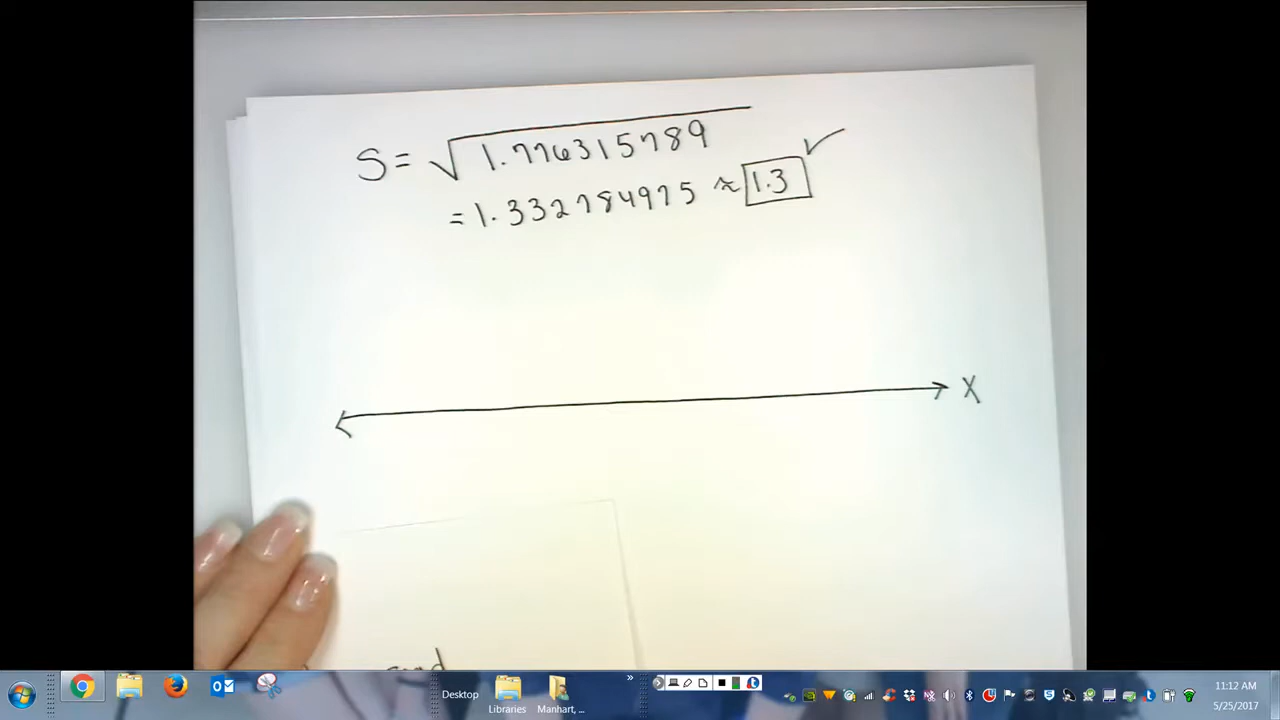 S = √1.776315789
= 1.332784975 ≈ 1.3 ✓
X
Desktop
Libraries
Manhart, ...
»
11:12 AM
5/25/2017